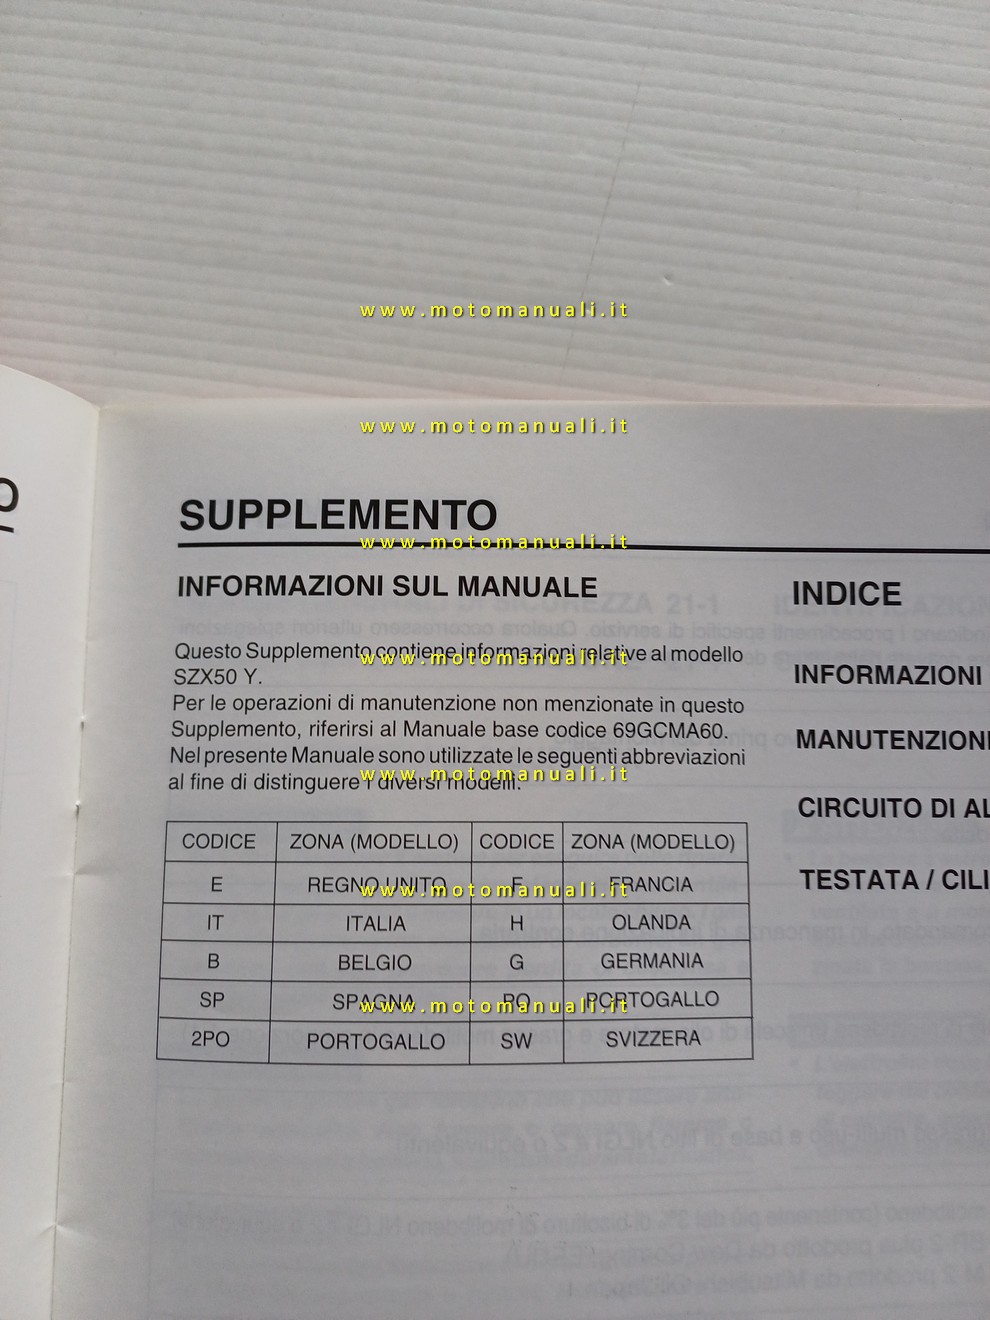 www.motomanuali.it
www.motomanuali.it
SUPPLEMENTO
www.motomanuali.it
INFORMAZIONI SUL MANUALE
Questo Supplemento contiene informazioni relative al modello
www.motomanuali.it
SZX50 Y.
Per le operazioni di manutenzione non menzionate in questo
Supplemento, riferirsi al Manuale base codice 69GCMA60.
Nel presente Manuale sono utilizzate le seguenti abbreviazioni
www.motomanuali.it
al fine di distinguere i diversi modelli.
CODICE ZONA (MODELLO) CODICE ZONA (MODELLO)
E REGNO UNITO F FRANCIA
www.motomanuali.it
IT ITALIA H OLANDA
B BELGIO G GERMANIA
SP SPAGNA PO PORTOGALLO
www.motomanuali.it
2PO PORTOGALLO SW SVIZZERA
INDICE
INFORMAZIONI
MANUTENZIONE
CIRCUITO DI AL
TESTATA / CILI